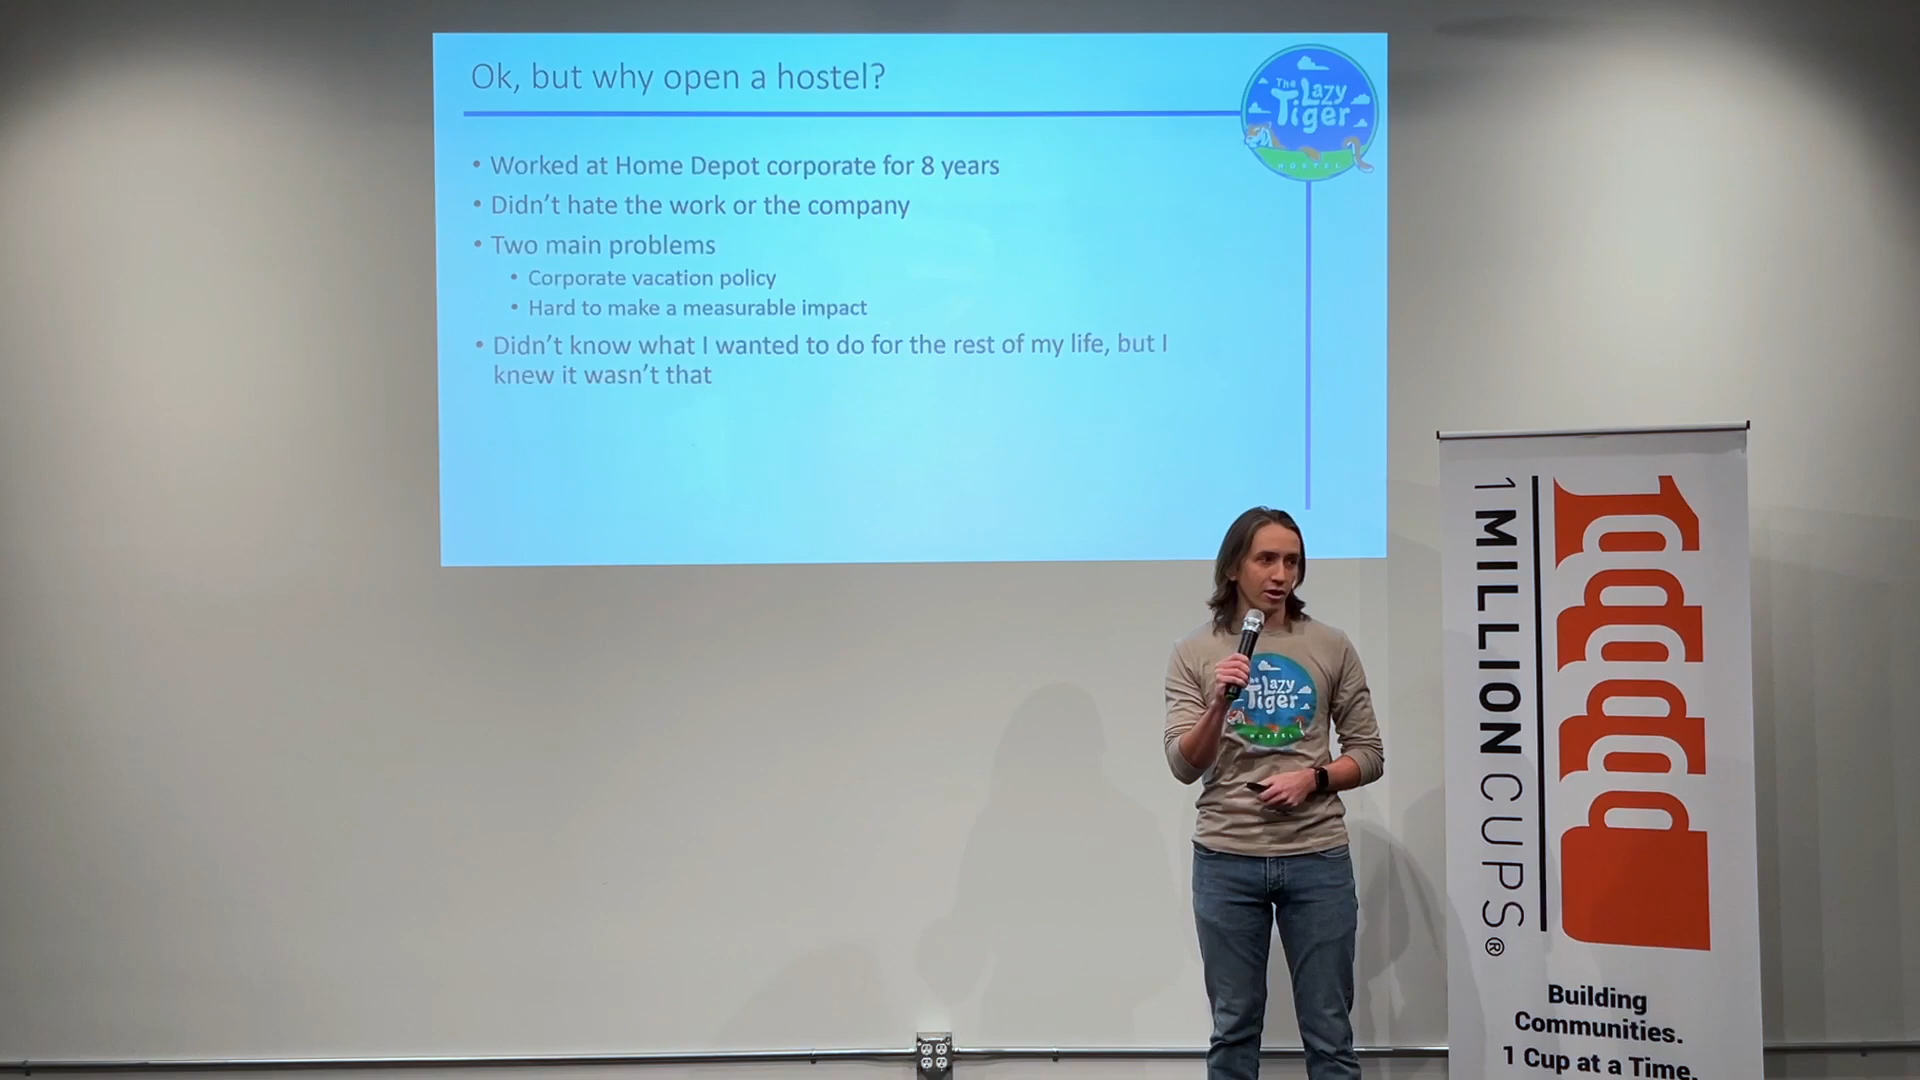 Ok, but why open a hostel?
The Lazy
Tiger
HOSTEL
• Worked at Home Depot corporate for 8 years
• Didn't hate the work or the company
• Two main problems
• Corporate vacation policy
• Hard to make a measurable impact
• Didn't know what I wanted to do for the rest of my life, but I
knew it wasn't that
The Lazy
Tiger
HOSTEL
1 MILLION CUPS®
Building
Communities.
1 Cup at a Time.